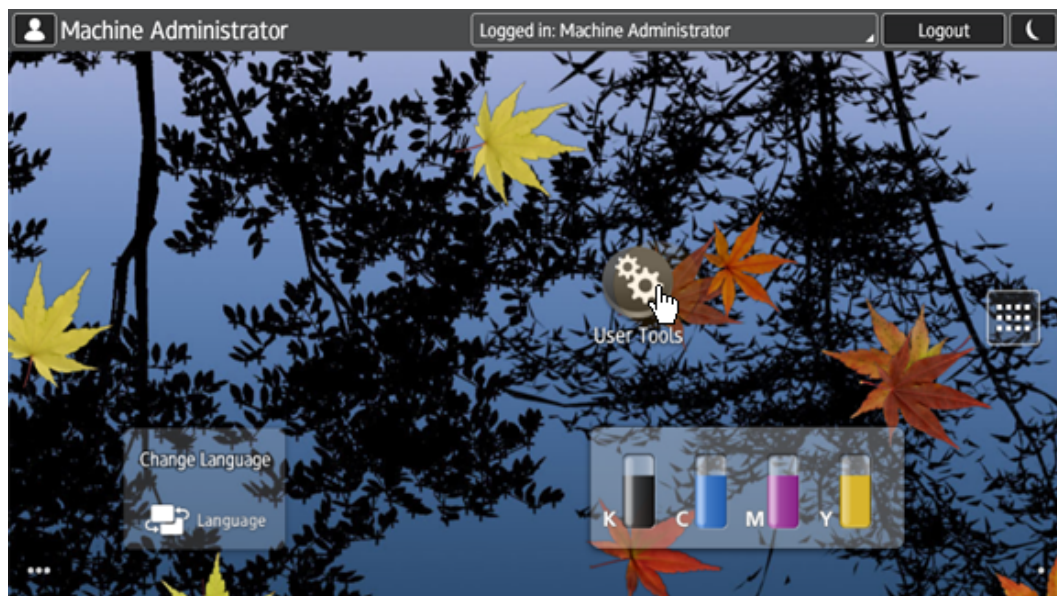 Machine Administrator
Logged in: Machine Administrator
Logout
User Tools
Change Language
Language
K C M Y